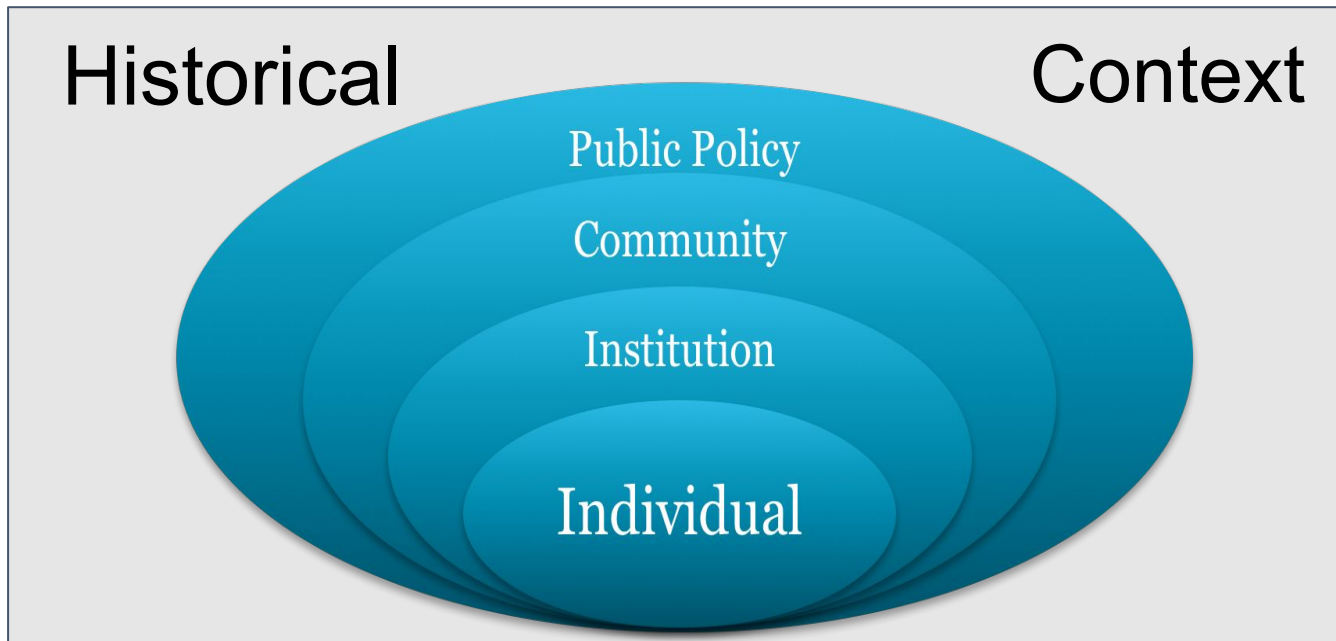 Historical Context
Public Policy
Community
Institution
Individual